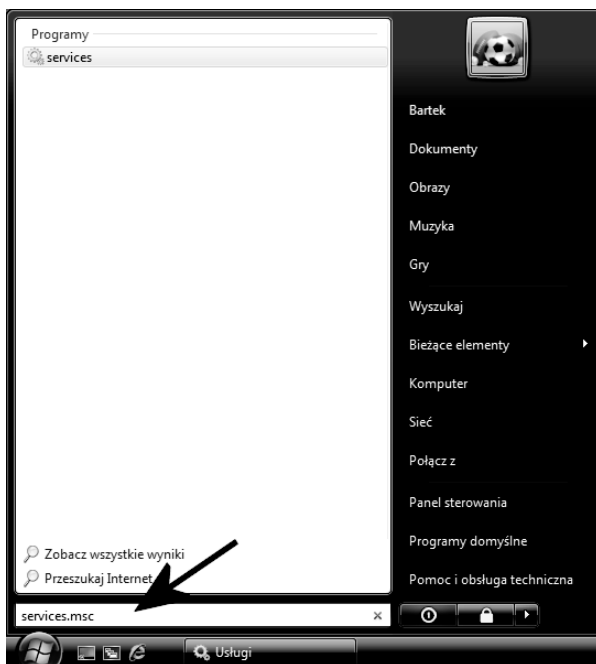 Programy
services
Zobacz wszystkie wyniki
Przeszukaj Internet
services.msc
Bartek
Dokumenty
Obrazy
Muzyka
Gry
Wyszukaj
Bieżące elementy
Komputer
Sieć
Połącz z
Panel sterowania
Programy domyślne
Pomoc i obsługa techniczna
Usługi